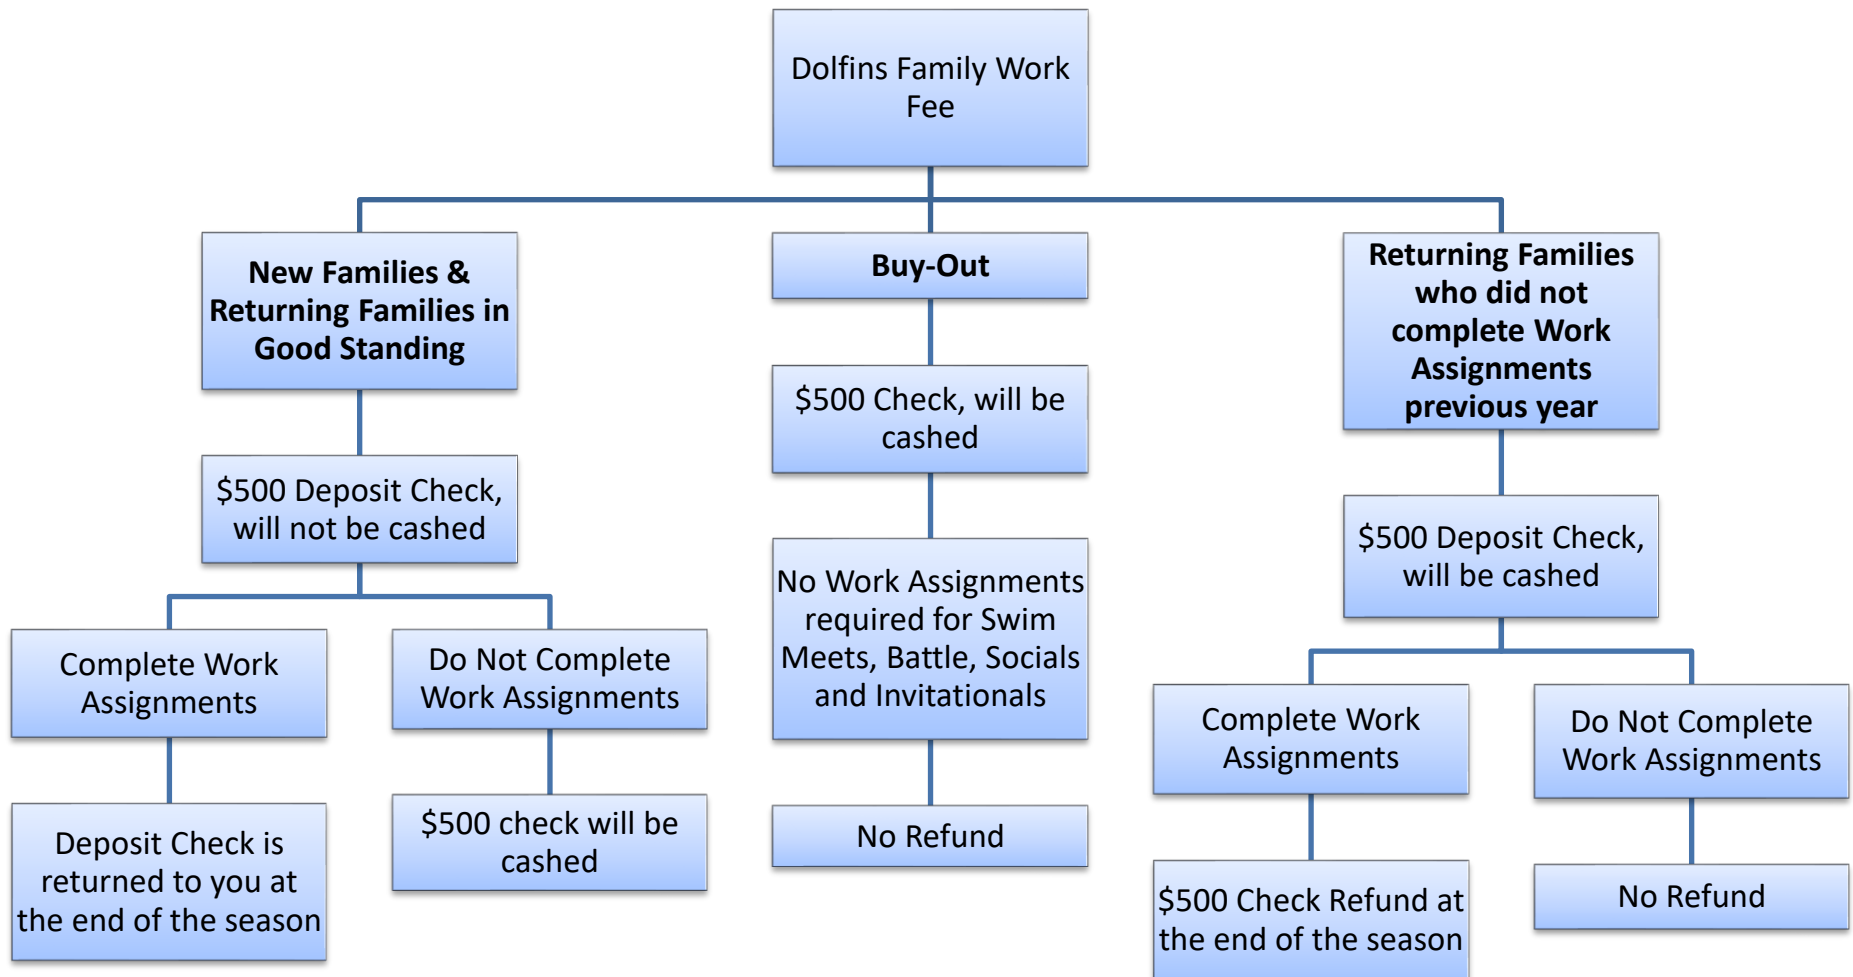 Dolfins Family Work
Fee
New Families &
Returning Families in
Good Standing
$500 Deposit Check,
will not be cashed
Complete Work
Assignments
Deposit Check is
returned to you at
the end of the season
Do Not Complete
Work Assignments
$500 check will be
cashed
Buy-Out
$500 Check, will be
cashed
No Work Assignments
required for Swim
Meets, Battle, Socials
and Invitationals
No Refund
Returning Families
who did not
complete Work
Assignments
previous year
$500 Deposit Check,
will be cashed
Complete Work
Assignments
$500 Check Refund at
the end of the season
Do Not Complete
Work Assignments
No Refund